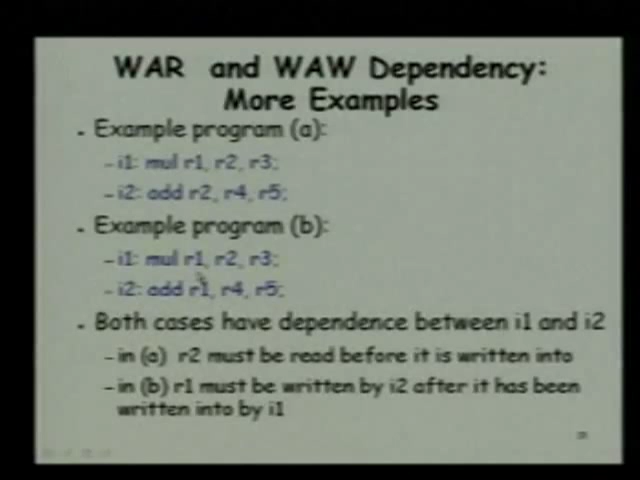 WAR and WAW Dependency:
More Examples
• Example program (a):
– i1: mul r1, r2, r3;
– i2: add r2, r4, r5;
• Example program (b):
– i1: mul r1, r2, r3;
– i2: add r1, r4, r5;
• Both cases have dependence between i1 and i2
– in (a) r2 must be read before it is written into
– in (b) r1 must be written by i2 after it has been
written into by i1